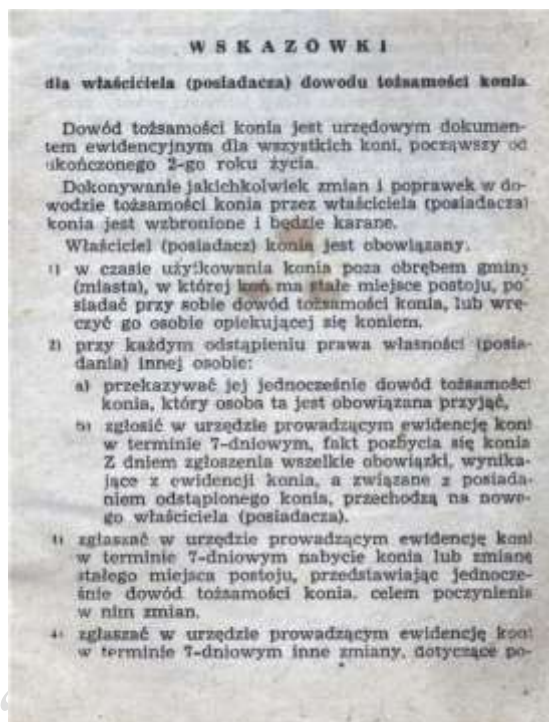 WSKAZÓWKI
dla właściciela (posiadacza) dowodu tożsamości konia
Dowód tożsamości konia jest urzędowym dokumen-
tem ewidencyjnym dla wszystkich koni, począwszy od
ukończonego 2-go roku życia.
Dokonywanie jakichkolwiek zmian i poprawek w do-
wodzie tożsamości konia przez właściciela (posiadacza)
konia jest wzbronione i będzie karane.
Właściciel (posiadacz) konia jest obowiązany.
1) w czasie użytkowania konia poza obrębem gminy
(miasta), w której koń ma stałe miejsce postoju, po
siadać przy sobie dowód tożsamości konia, lub wrę-
czyć go osobie opiekującej się koniem,
2) przy każdym odstąpieniu prawa własności (posia-
dania) innej osobie:
a) przekazywać jej jednocześnie dowód tożsamości
konia, który osoba ta jest obowiązana przyjąć,
b) zgłosić w urzędzie prowadzącym ewidencję koni
w terminie 7-dniowym, fakt pozbycia się konia
Z dniem zgłoszenia wszelkie obowiązki, wynika-
jące z ewidencji konia, a związane z posiada-
niem odstąpionego konia, przechodzą na nowe-
go właściciela (posiadacza).
zgłaszać w urzędzie prowadzącym ewidencję koni
w terminie 7-dniowym nabycie konia lub zmianę
stałego miejsca postoju, przedstawiając jednocze-
śnie dowód tożsamości konia, celem poczynienia
w nim zmian.
4) zgłaszać w urzędzie prowadzącym ewidencję koni
w terminie 7-dniowym inne zmiany, dotyczące po-